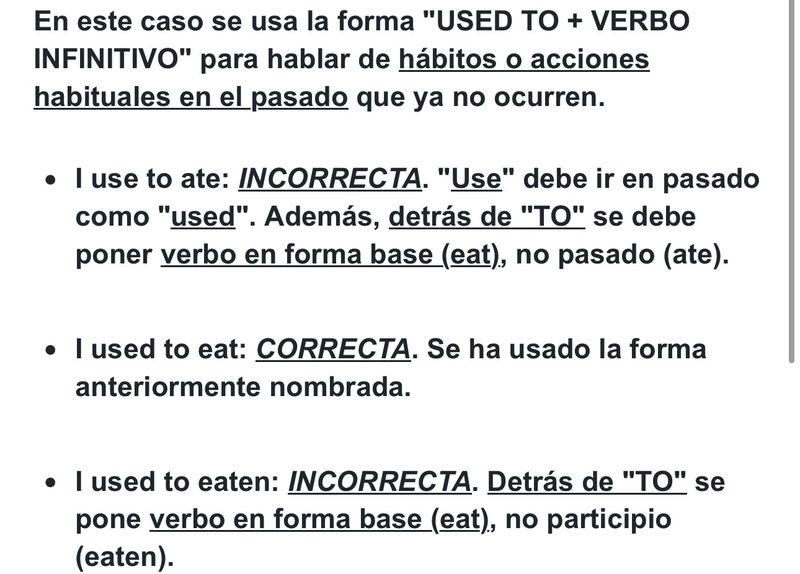 En este caso se usa la forma "USED TO + VERBO
INFINITIVO" para hablar de hábitos o acciones
habituales en el pasado que ya no ocurren.
• I use to ate: INCORRECTA. "Use" debe ir en pasado
como "used". Además, detrás de "TO" se debe
poner verbo en forma base (eat), no pasado (ate).
• I used to eat: CORRECTA. Se ha usado la forma
anteriormente nombrada.
• I used to eaten: INCORRECTA. Detrás de "TO" se
pone verbo en forma base (eat), no participio
(eaten).